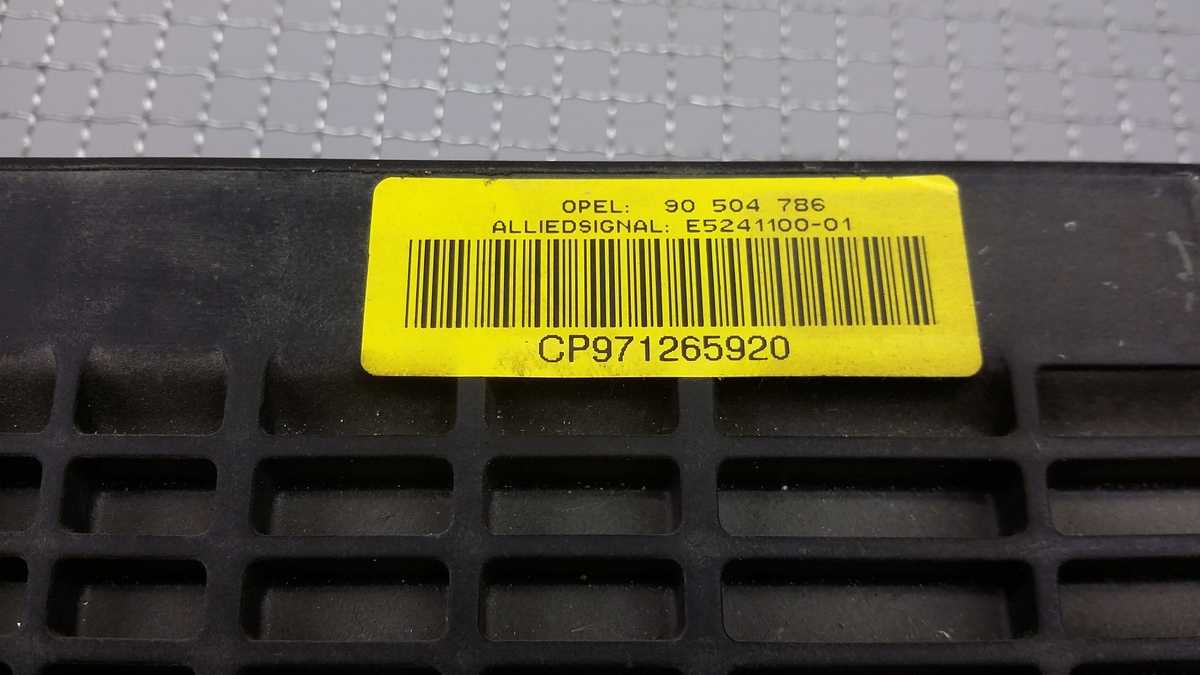 OPEL: 90 504 786
ALLIEDSIGNAL: E5241100-01
CP971265920